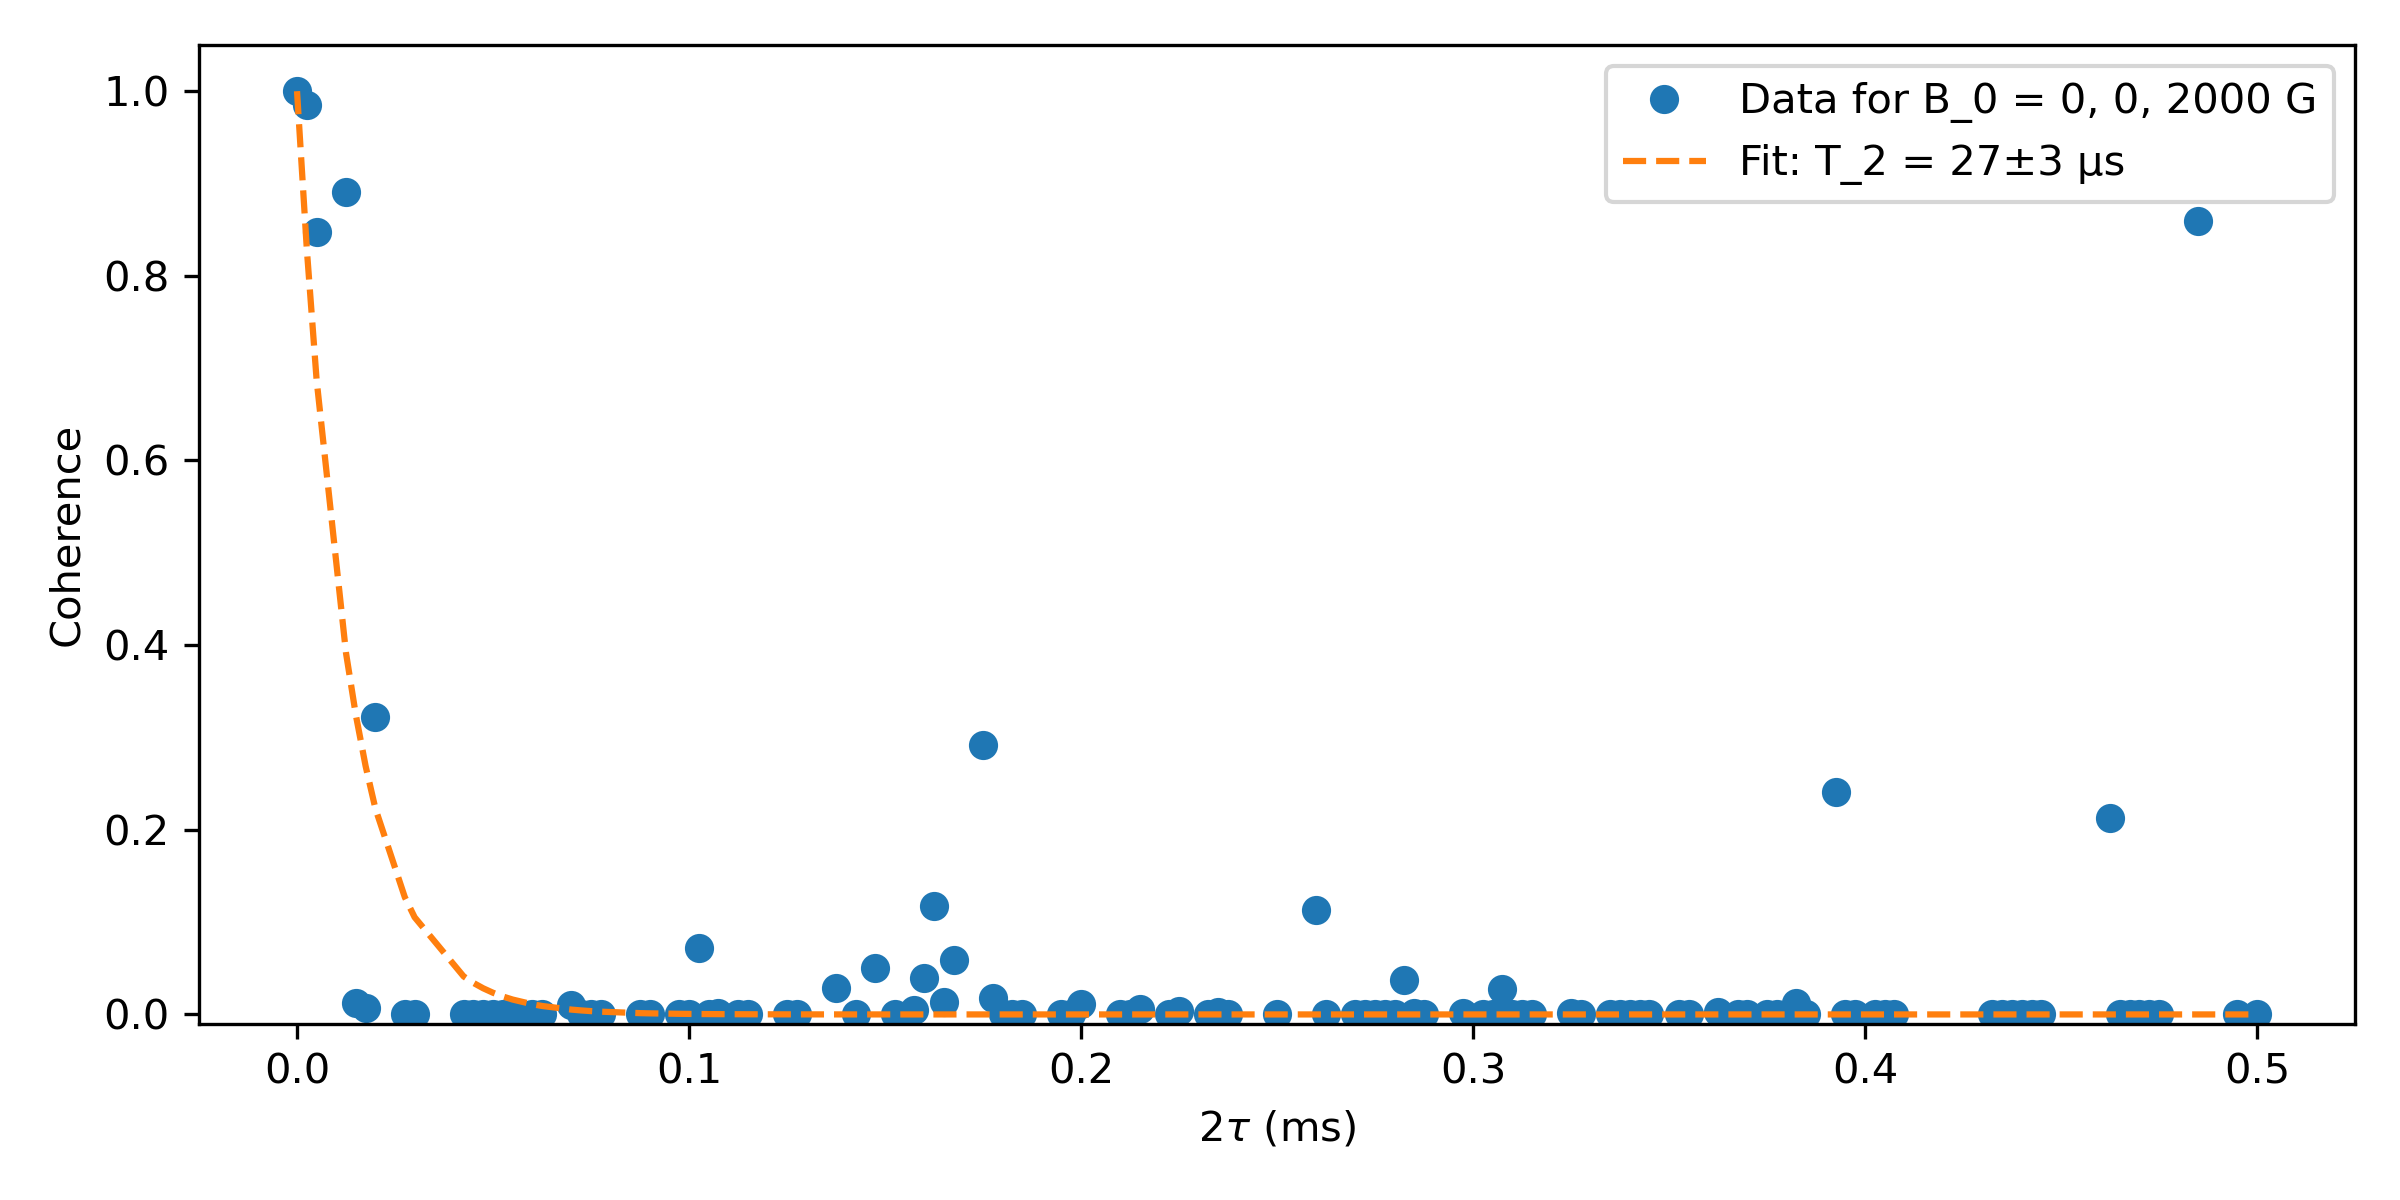 Data for B_0 = 0, 0, 2000 G
Fit: T_2 = 27±3 μs
1.0
0.8
0.6
0.4
0.2
0.0
Coherence
0.0 0.1 0.2 0.3 0.4 0.5
2τ (ms)